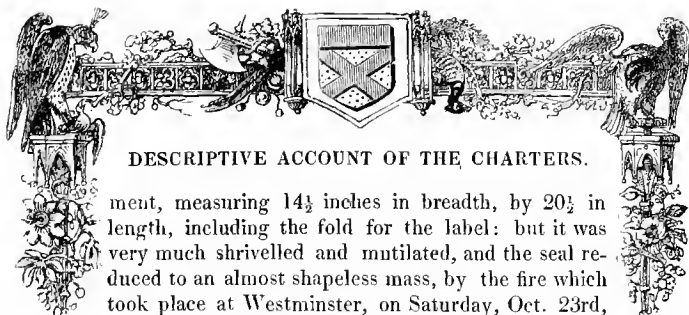 DESCRIPTIVE ACCOUNT OF THE CHARTERS.
ment, measuring 14½ inches in breadth, by 20½ in
length, including the fold for the label: but it was
very much shrivelled and mutilated, and the seal re-
duced to an almost shapeless mass, by the fire which
took place at Westminster, on Saturday, Oct. 23rd,